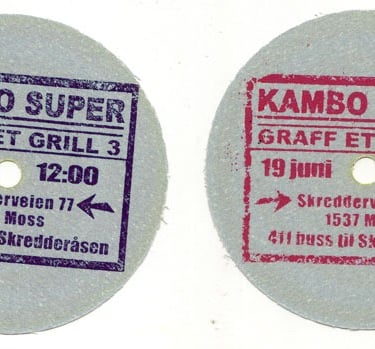 O SUPER
ET GRILL 3
12:00
erveien 77
Moss
Skredderåsen
KAMBO
GRAFF ET
19 juni
Skredderv
1537 M
411 buss til Sk